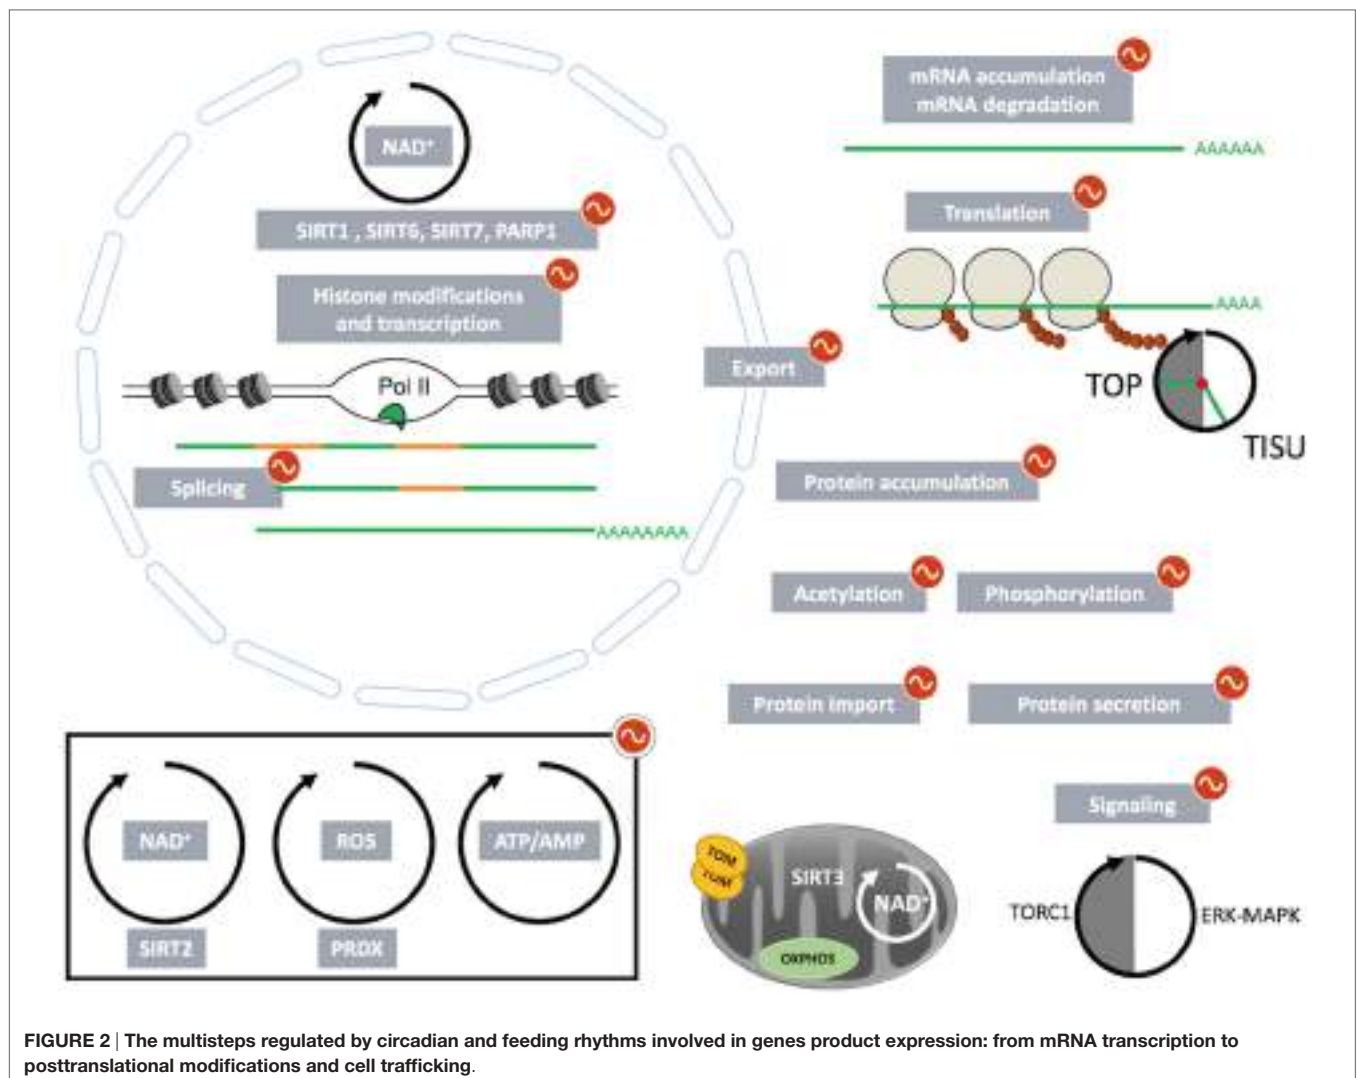 NAD+
SIRT1 , SIRT6, SIRT7, PARP1
Histone modifications
and transcription
Pol II
Splicing
AAAAAAAA
Export
mRNA accumulation
mRNA degradation
AAAAAA
Translation
AAAA
TOP
TISU
Protein accumulation
Acetylation
Phosphorylation
Protein import
Protein secretion
Signaling
TORC1
ERK-MAPK
NAD+
ROS
ATP/AMP
SIRT2
PRDX
TOM
TOM
SIRT3
NAD+
OXPHOS
FIGURE 2 | The multisteps regulated by circadian and feeding rhythms involved in genes product expression: from mRNA transcription to
posttranslational modifications and cell trafficking.